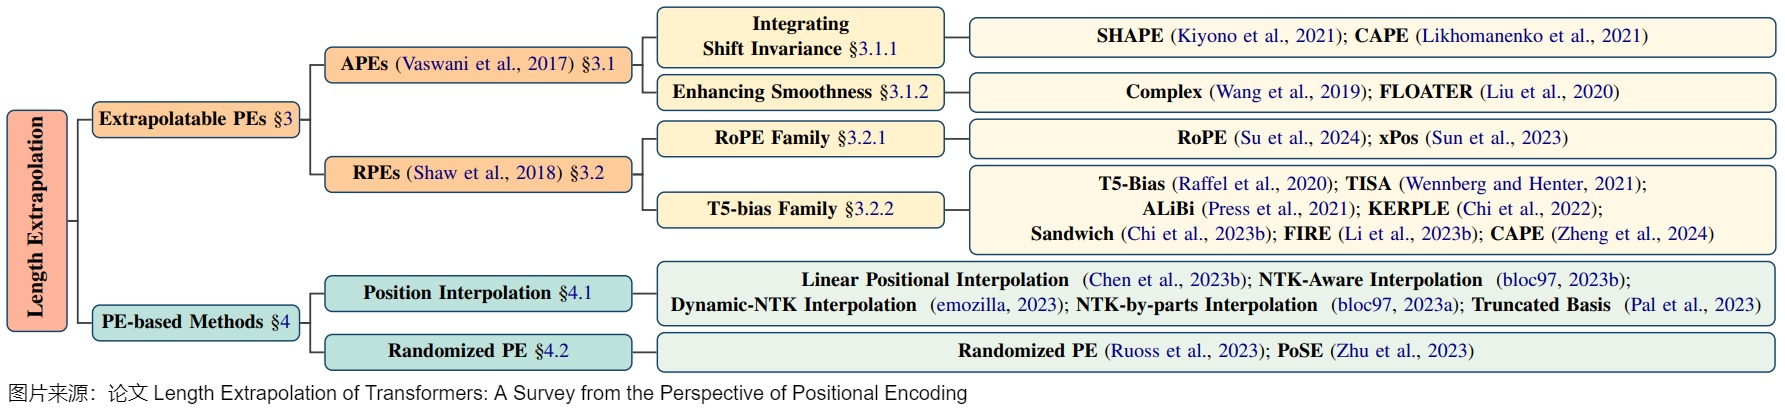 Length Extrapolation
Extrapolatable PEs §3
APEs (Vaswani et al., 2017) §3.1
Integrating
Shift Invariance §3.1.1
SHAPE (Kiyono et al., 2021); CAPE (Likhomanenko et al., 2021)
Enhancing Smoothness §3.1.2
Complex (Wang et al., 2019); FLOATER (Liu et al., 2020)
RPEs (Shaw et al., 2018) §3.2
RoPE Family §3.2.1
RoPE (Su et al., 2024); xPos (Sun et al., 2023)
T5-bias Family §3.2.2
T5-Bias (Raffel et al., 2020); TISA (Wennberg and Henter, 2021);
ALiBi (Press et al., 2021); KERPLE (Chi et al., 2022);
Sandwich (Chi et al., 2023b); FIRE (Li et al., 2023b); CAPE (Zheng et al., 2024)
PE-based Methods §4
Position Interpolation §4.1
Linear Positional Interpolation (Chen et al., 2023b); NTK-Aware Interpolation (bloc97, 2023b);
Dynamic-NTK Interpolation (emozilla, 2023); NTK-by-parts Interpolation (bloc97, 2023a); Truncated Basis (Pal et al., 2023)
Randomized PE §4.2
Randomized PE (Ruoss et al., 2023); PoSE (Zhu et al., 2023)
图片来源：论文 Length Extrapolation of Transformers: A Survey from the Perspective of Positional Encoding